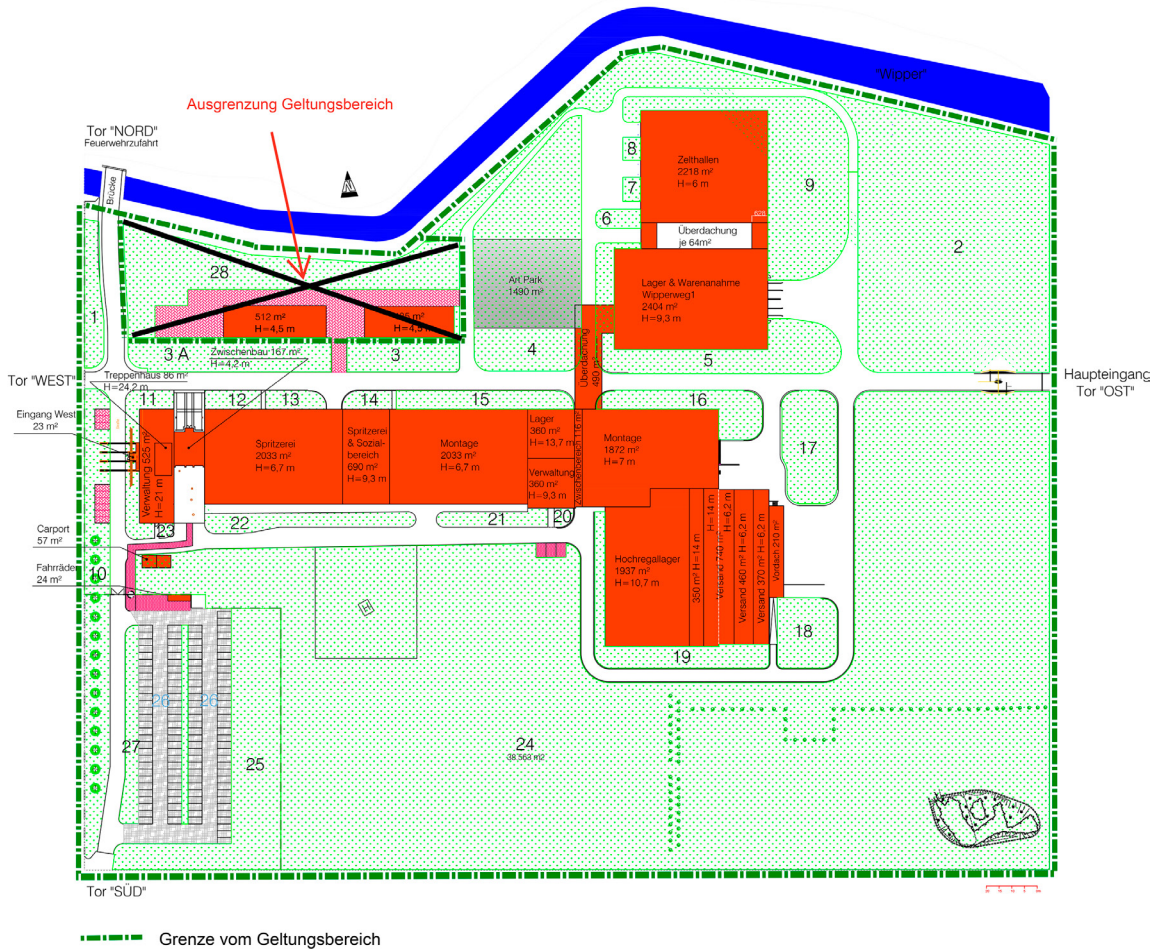 "Wipper"
Ausgrenzung Geltungsbereich
Tor "NORD"
Feuerwehrzufahrt
Brücke
N
8
7
6
9
2
Zelthallen
2218 m²
H=6 m
628
Überdachung
je 64m²
28
Art Park
1490 m²
Lager & Warenanahme
Wipperweg1
2404 m²
H=9,3 m
1
512 m²
H=4,5 m
H=4,5 m
3 A
3
4
5
Überdachung
490 m²
Zwischenbau 167 m²
H=4,2 m
Treppenhaus 86 m²
H=24,2 m
Tor "WEST"
Haupteingang
Tor "OST"
Eingang West
23 m²
11
12
13
14
15
16
17
Verwaltung 525 m²
H=21 m
Spritzerei
2033 m²
H=6,7 m
Spritzerei
& Sozial-
bereich
690 m²
H=9,3 m
Montage
2033 m²
H=6,7 m
Lager
360 m²
H=13,7 m
Verwaltung
360 m²
H=9,3 m
Zwischenbereich 116 m²
Montage
1872 m²
H=7 m
23
22
21
20
Carport
57 m²
Fahrräder
24 m²
10
H
Hochregallager
1937 m²
H=10,7 m
350 m² H=14 m
H=14 m
Versand 740 m² H=6,2 m
Versand 460 m² H=6,2 m
Versand 370 m² H=6,2 m
Vordach 210 m²
18
19
26
26
27
25
24
38.563 m2
Tor "SÜD"
Grenze vom Geltungsbereich